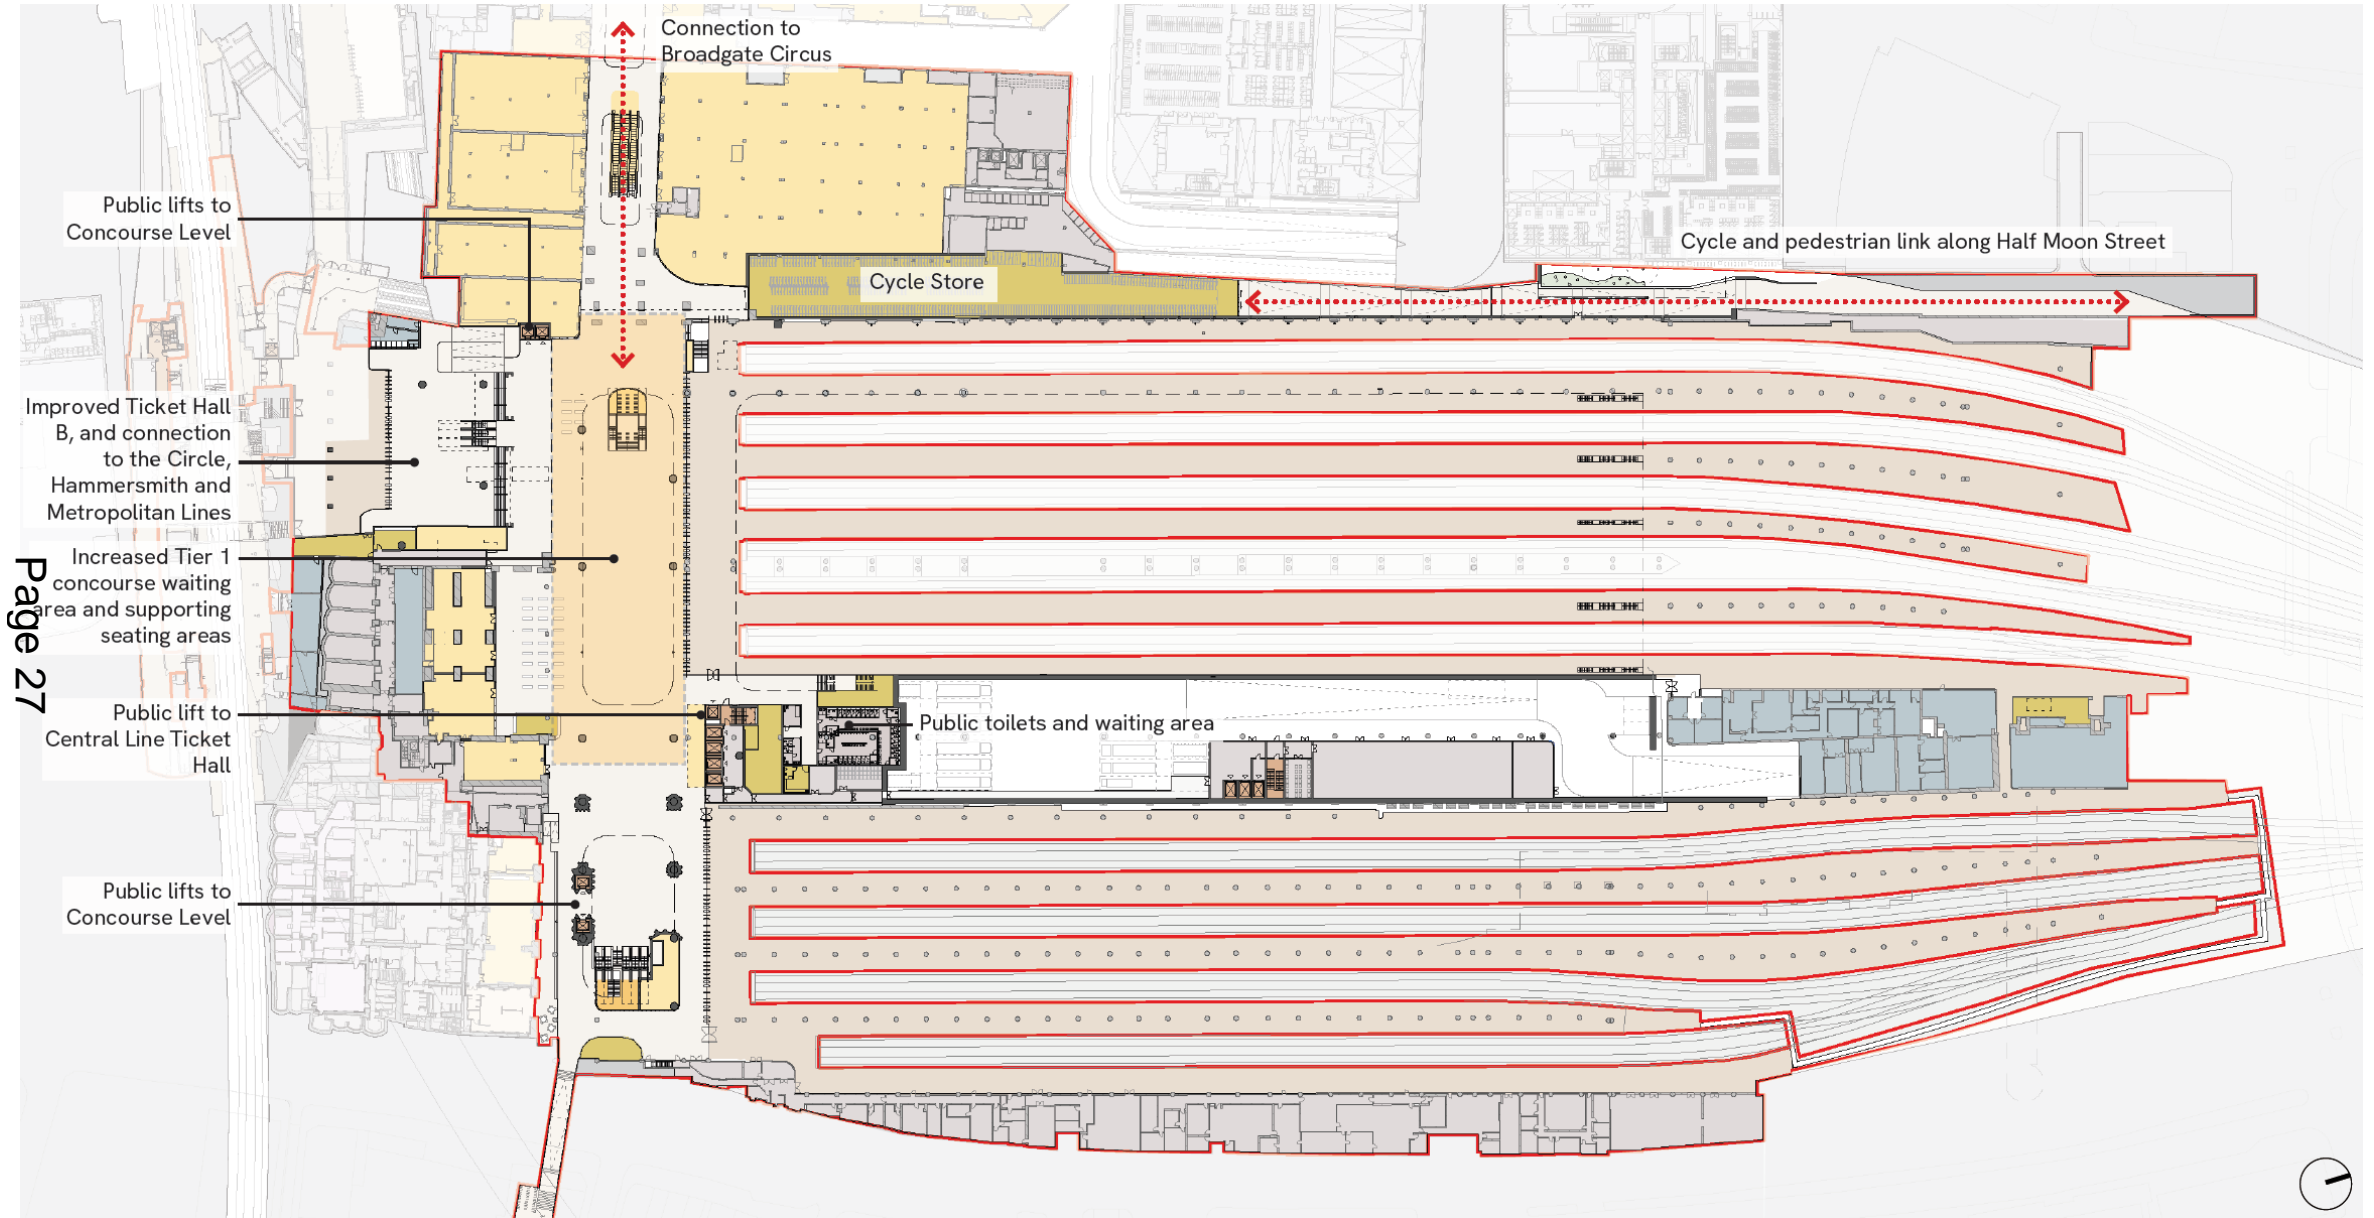 Connection to
Broadgate Circus
Public lifts to
Concourse Level
Cycle and pedestrian link along Half Moon Street
Cycle Store
Improved Ticket Hall
B, and connection
to the Circle,
Hammersmith and
Metropolitan Lines
Increased Tier 1
concourse waiting
area and supporting
seating areas
Page 27
Public lift to
Central Line Ticket
Hall
Public toilets and waiting area
Public lifts to
Concourse Level